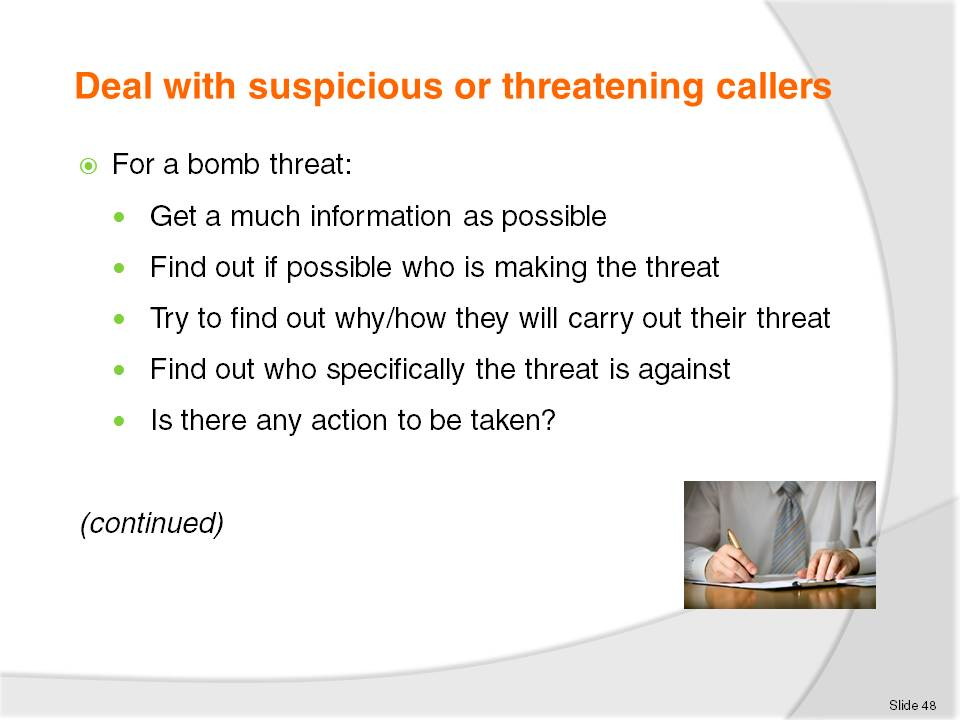 Deal with suspicious or threatening callers
For a bomb threat:
Get a much information as possible
Find out if possible who is making the threat
Try to find out why/how they will carry out their threat
Find out who specifically the threat is against
Is there any action to be taken?
(continued)
Slide 48